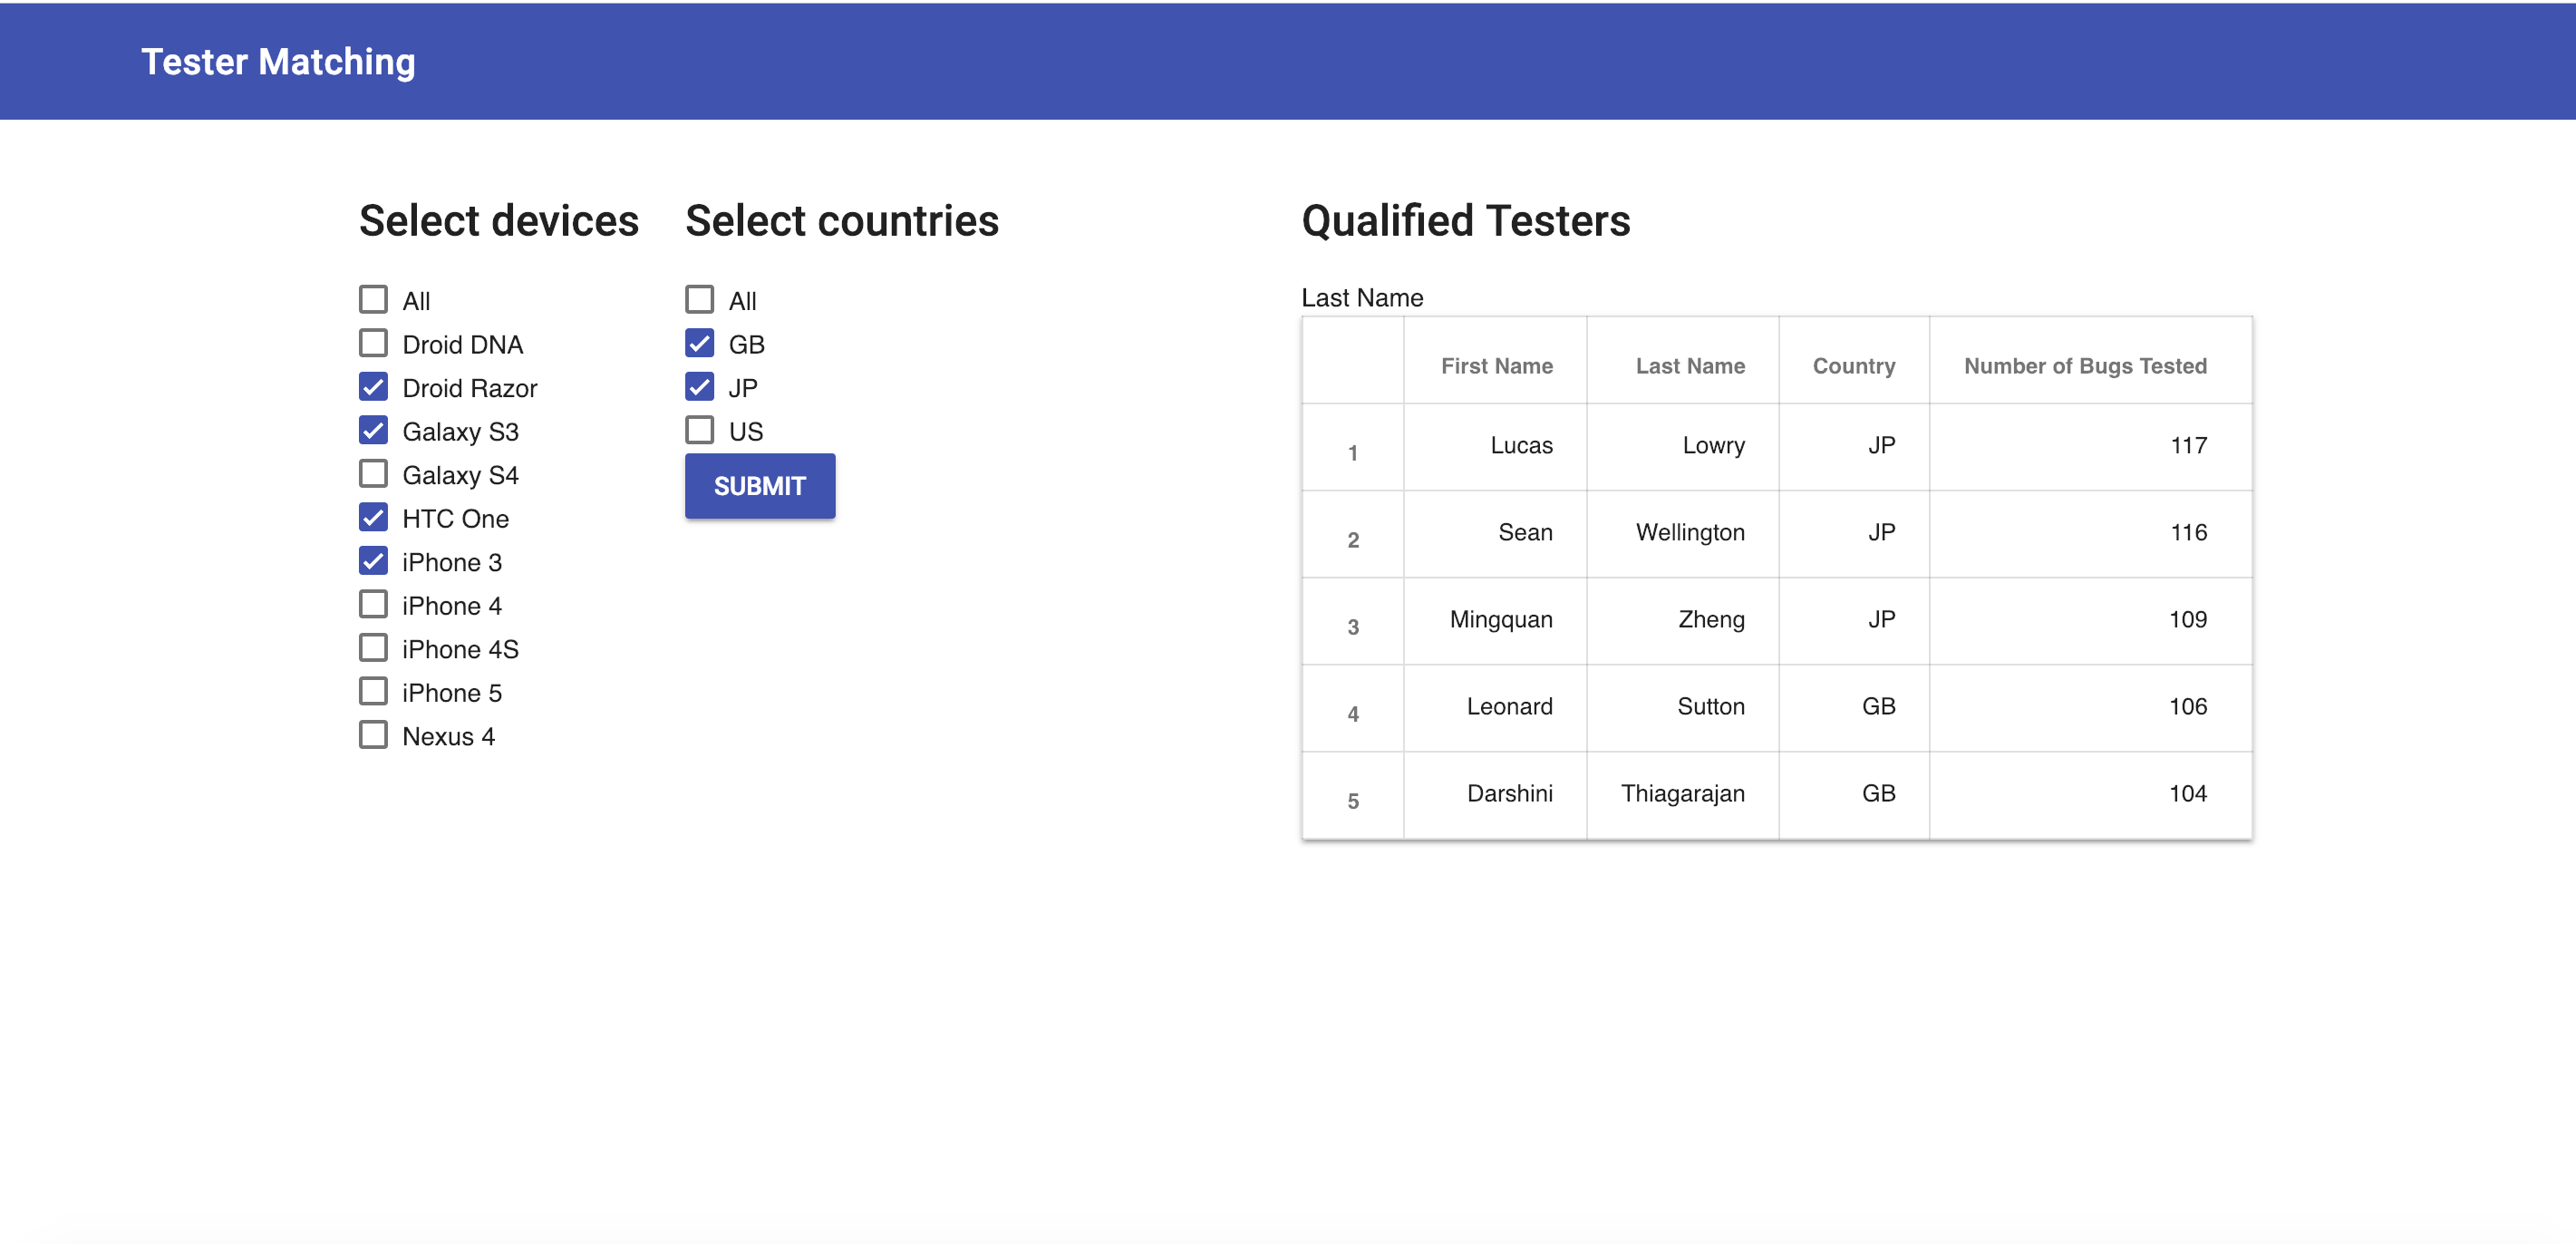 Tester Matching
Select devices
All
Droid DNA
Droid Razor
Galaxy S3
Galaxy S4
HTC One
iPhone 3
iPhone 4
iPhone 4S
iPhone 5
Nexus 4
Select countries
All
GB
JP
US
SUBMIT
Qualified Testers
Last Name
First Name Last Name Country Number of Bugs Tested
1 Lucas Lowry JP 117
2 Sean Wellington JP 116
3 Mingquan Zheng JP 109
4 Leonard Sutton GB 106
5 Darshini Thiagarajan GB 104